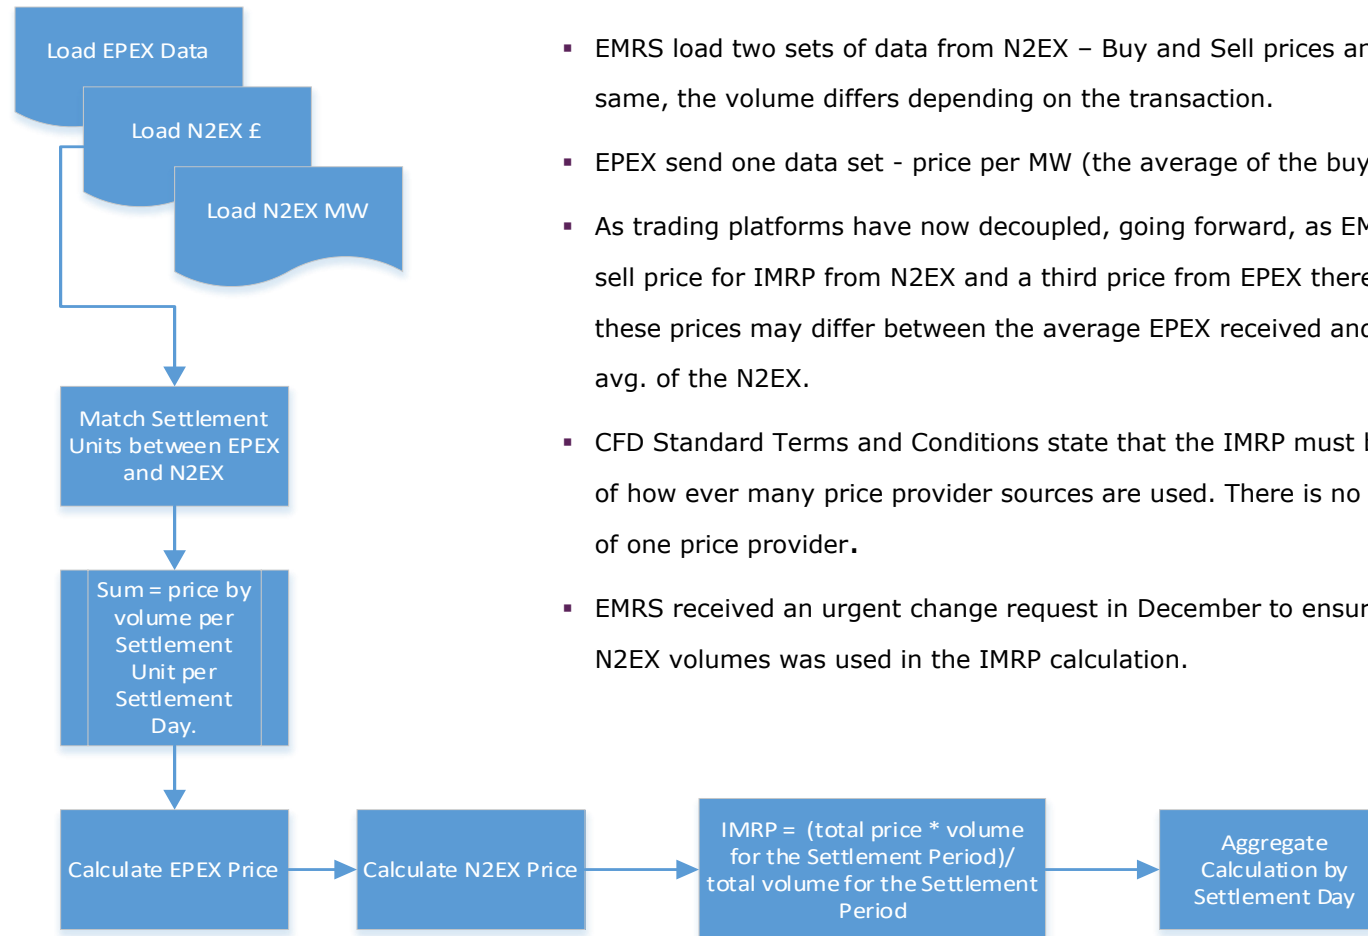 Load EPEX Data
Load N2EX £
Load N2EX MW
Match Settlement
Units between EPEX
and N2EX
Sum = price by
volume per
Settlement
Unit per
Settlement
Day.
Calculate EPEX Price
Calculate N2EX Price
IMRP = (total price * volume
for the Settlement Period)/
total volume for the Settlement
Period
Aggregate
Calculation by
Settlement Day
▪ EMRS load two sets of data from N2EX – Buy and Sell prices
same, the volume differs depending on the transaction.
▪ EPEX send one data set - price per MW (the average of the buy
▪ As trading platforms have now decoupled, going forward, as
sell price for IMRP from N2EX and a third price from EPEX there
these prices may differ between the average EPEX received and
avg. of the N2EX.
▪ CFD Standard Terms and Conditions state that the IMRP must
of how ever many price provider sources are used. There is no
of one price provider.
▪ EMRS received an urgent change request in December to
N2EX volumes was used in the IMRP calculation.